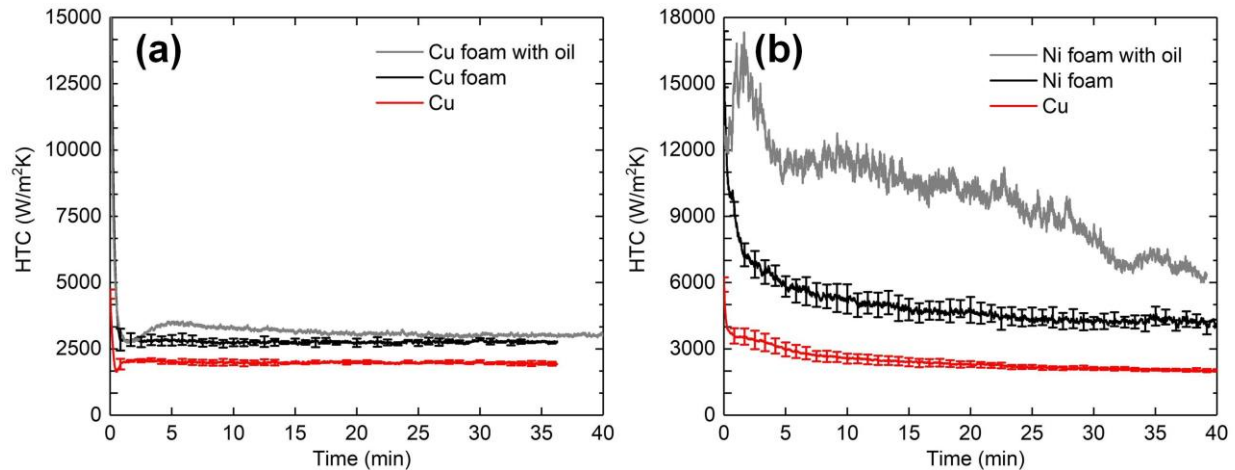 (a)
Cu foam with oil
Cu foam
Cu
15000
12500
10000
7500
5000
2500
0
HTC (W/m²K)
0 5 10 15 20 25 30 35 40
Time (min)
(b)
Ni foam with oil
Ni foam
Cu
18000
15000
12000
9000
6000
3000
0
HTC (W/m²K)
0 5 10 15 20 25 30 35 40
Time (min)